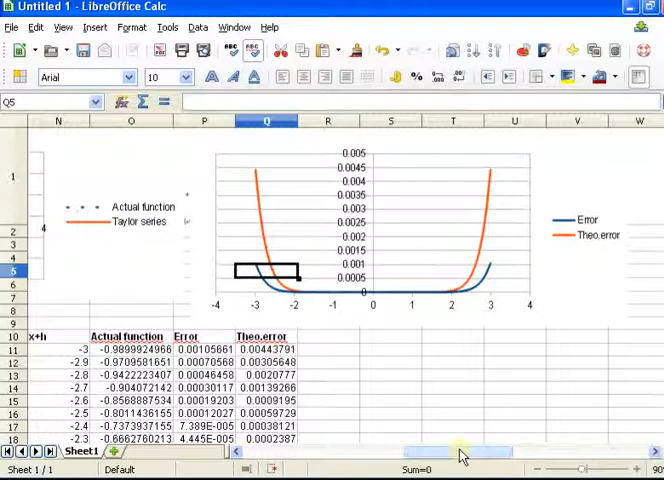 Untitled 1 - LibreOffice Calc
File Edit View Insert Format Tools Data Window Help
Arial 10
Q5
N O P Q R S T U V W
1
2
3
4
5
6
7
8
9
Actual function
Taylor series
4
0.005
0.0045
0.004
0.0035
0.003
0.0025
0.002
0.0015
0.001
0.0005
0
-4 -3 -2 -1 0 1 2 3 4
Error
Theo.error
10 x+h Actual function Error Theo.error
11 -3 -0.9899924966 0.00105661 0.00443791
12 -2.9 -0.9709581651 0.00070568 0.00305648
13 -2.8 -0.9422223407 0.00046458 0.0020777
14 -2.7 -0.904072142 0.00030117 0.00139266
15 -2.6 -0.8568887534 0.00019203 0.0009195
16 -2.5 -0.8011436155 0.00012027 0.00059729
17 -2.4 -0.7373937155 7.389E-005 0.00038121
18 -2.3 -0.6662760213 4.445E-005 0.0002387
Sheet1
Sheet 1 / 1 Default Sum=0